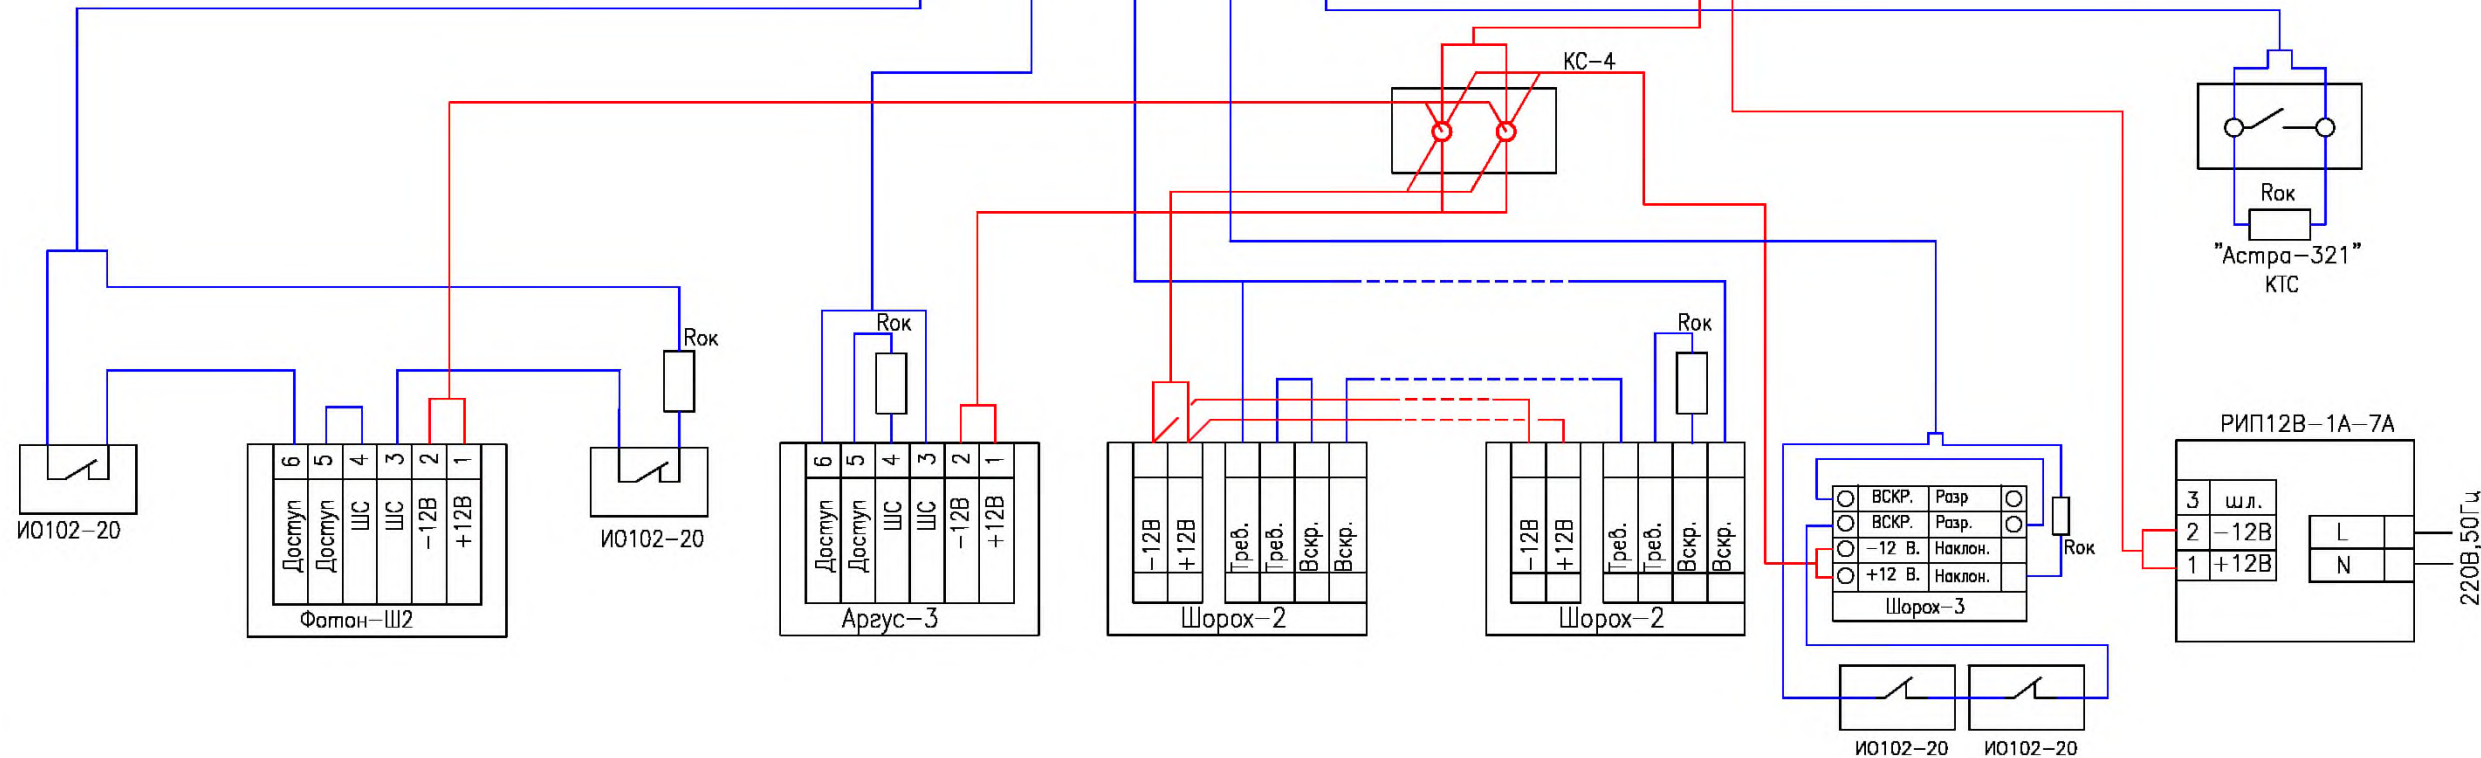 КС-4
Rок
"Астра-321"
КТС
Rок
ИО102-20
6 5 4 3 2 1
Доступ Доступ ШС ШС -12В +12В
Фотон-Ш2
ИО102-20
Rок
6 5 4 3 2 1
Доступ Доступ ШС ШС -12В +12В
Аргус-3
-12В +12В Трев. Трев. Вскр. Вскр.
Шорох-2
Rок
-12В +12В Трев. Трев. Вскр. Вскр.
Шорох-2
ВСКР. Разр
ВСКР. Разр.
-12 В. Наклон.
+12 В. Наклон.
Шорох-3
Rок
ИО102-20 ИО102-20
РИП12В-1А-7А
3 шл.
2 -12В
1 +12В
L
N
220В,50Гц